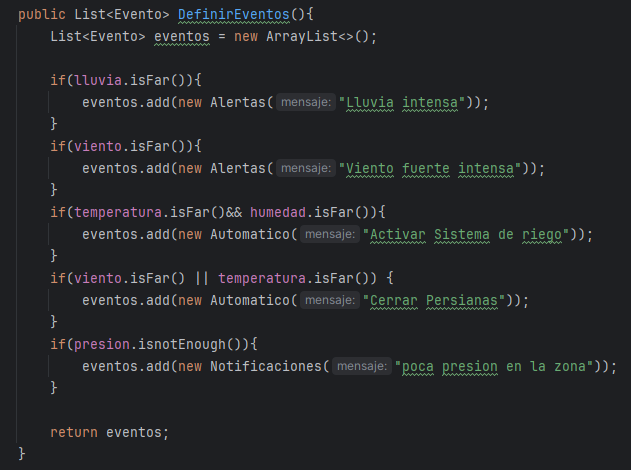 public List<Evento> DefinirEventos(){
List<Evento> eventos = new ArrayList<>();
if(lluvia.isFar()){
eventos.add(new Alertas( mensaje: "Lluvia intensa"));
}
if(viento.isFar()){
eventos.add(new Alertas( mensaje: "Viento fuerte intensa"));
}
if(temperatura.isFar()&& humedad.isFar()){
eventos.add(new Automatico( mensaje: "Activar Sistema de riego"));
}
if(viento.isFar() || temperatura.isFar()) {
eventos.add(new Automatico( mensaje: "Cerrar Persianas"));
}
if(presion.isnotEnough()){
eventos.add(new Notificaciones( mensaje: "poca presion en la zona"));
}
return eventos;
}